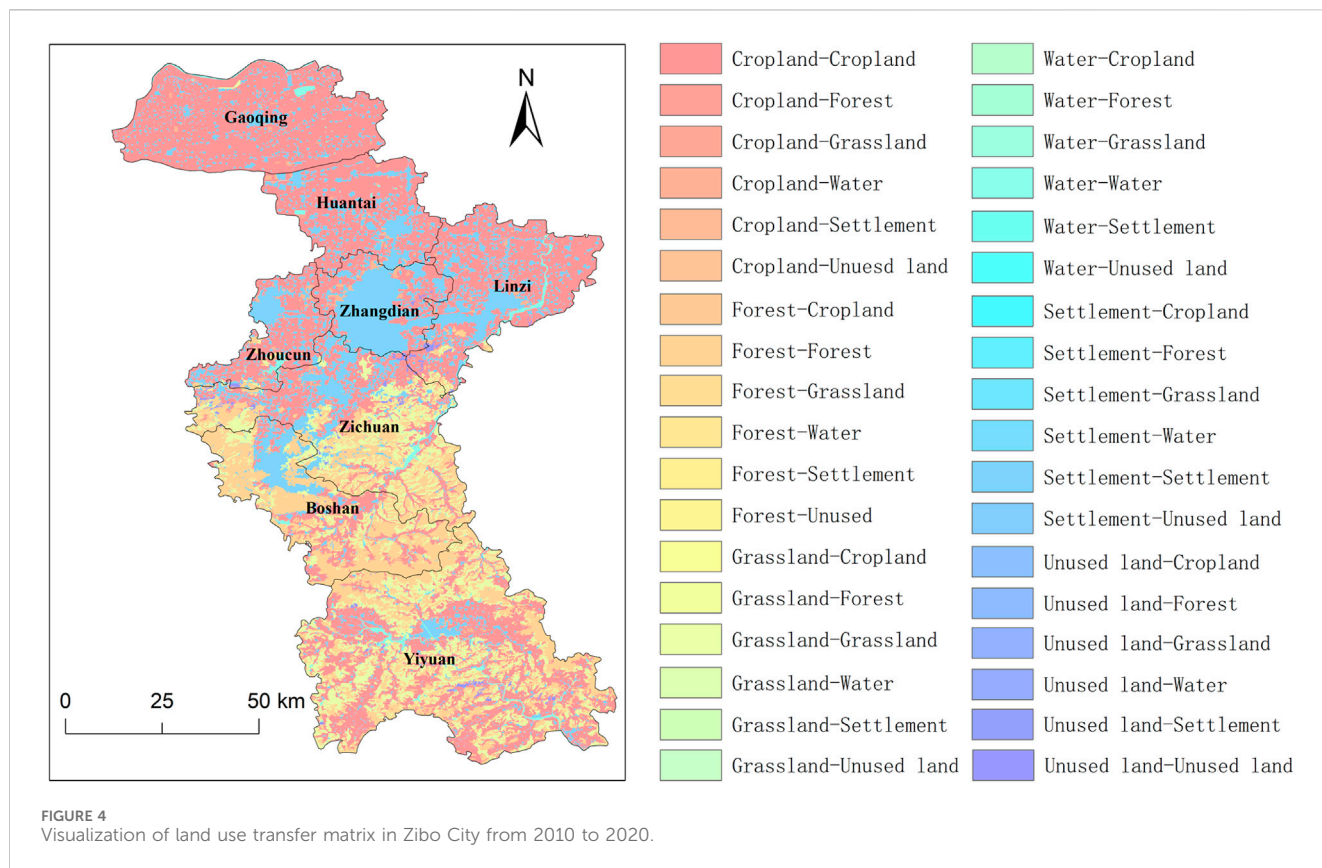 N
Gaoqing
Huantai
Linzi
Zhangdian
Zhoucun
Zichuan
Boshan
Yiyuan
0 50 km
Cropland-Cropland
Cropland-Forest
Cropland-Grassland
Cropland-Water
Cropland-Settlement
Cropland-Unuesd land
Forest-Cropland
Forest-Forest
Forest-Grassland
Forest-Water
Forest-Settlement
Forest-Unused
Grassland-Cropland
Grassland-Forest
Grassland-Grassland
Grassland-Water
Grassland-Settlement
Grassland-Unused land
Water-Cropland
Water-Forest
Water-Grassland
Water-Water
Water-Settlement
Water-Unused land
Settlement-Cropland
Settlement-Forest
Settlement-Grassland
Settlement-Water
Settlement-Settlement
Settlement-Unused land
Unused land-Cropland
Unused land-Forest
Unused land-Grassland
Unused land-Water
Unused land-Settlement
Unused land-Unused land
FIGURE 4
Visualization of land use transfer matrix in Zibo City from 2010 to 2020.